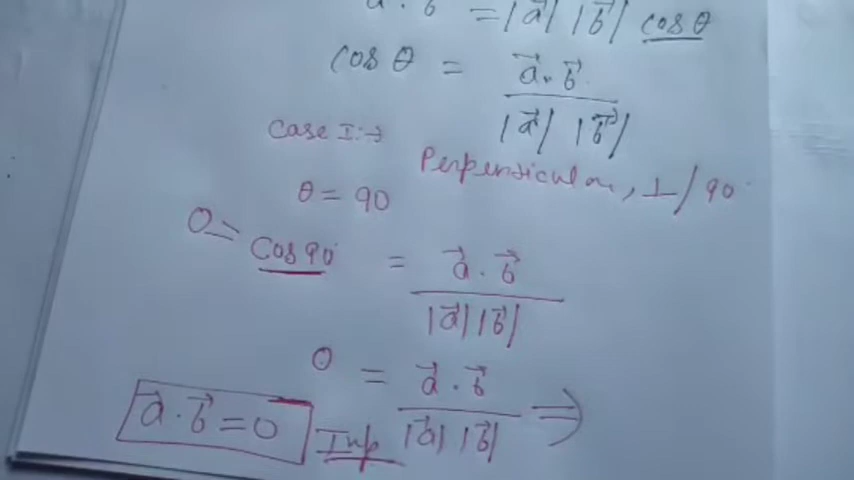 a⃗ · b⃗ = |a⃗| |b⃗| cos θ
cos θ = a⃗ · b⃗ / |a⃗| |b⃗|
Case I :→
Perpendicular, ⊥ / 90°
θ = 90
0 = cos 90° = a⃗ · b⃗ / |a⃗| |b⃗|
0 = a⃗ · b⃗ / |a⃗| |b⃗| ⇒
a⃗ · b⃗ = 0 Imp